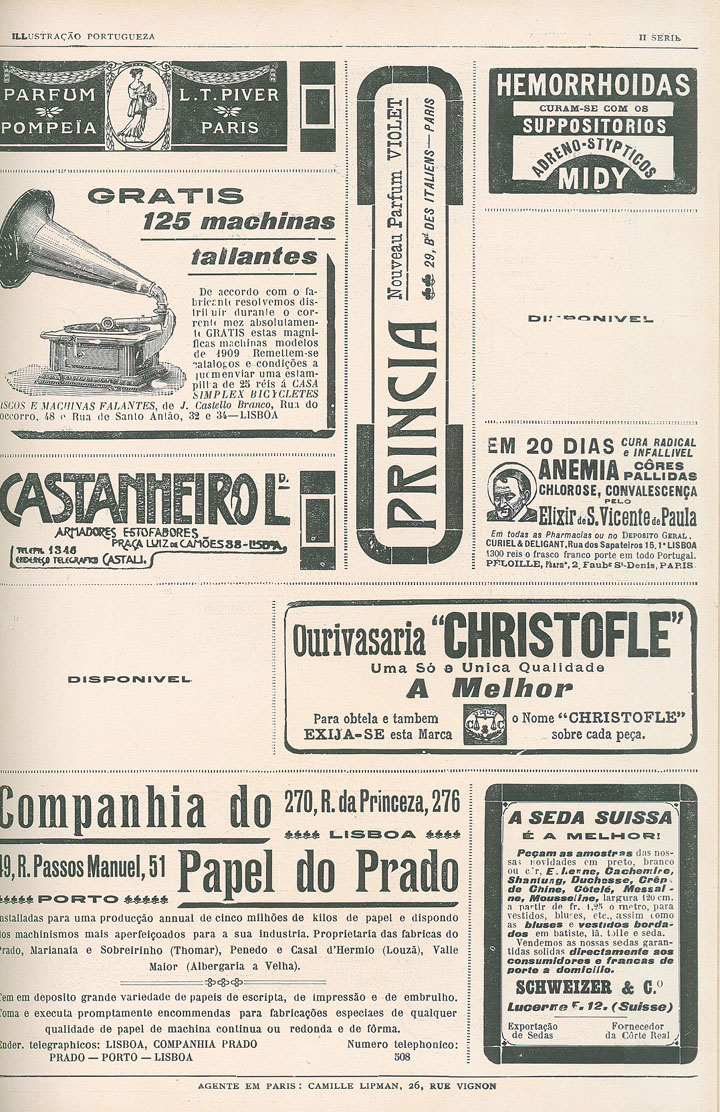 ILLUSTRAÇÃO PORTUGUEZA
II SERIE
PARFUM
POMPEÏA
L.T. PIVER
PARIS
GRATIS
125 machinas
fallantes
De accordo com o fa-
bricante resolvemos dis-
tribuir durante o cor-
rente mez absolutamen-
te GRATIS estas magni-
ficas machinas modelos
de 1909 Remettem-se
catalogos e condições a
quem enviar uma estam-
pilha de 25 réis á CASA
SIMPLEX BICYCLETES
DISCOS E MACHINAS FALANTES, de J. Castello Branco, Rua do
Soccorro, 48 e Rua de Santo Antão, 32 e 34—LISBOA
CASTANHEIRO Lᴰ.
ARMADORES ESTOFADORES
PRAÇA LUIZ DE CAMÕES 38-LISBOA
TELEPH. 1346
ENDEREÇO TELEGRAFICO CASTALI.
PRINCIA
Nouveau Parfum VIOLET
29, Bᵈ DES ITALIENS — PARIS
HEMORRHOIDAS
CURAM-SE COM OS
SUPPOSITORIOS
ADRENO-STYPTICOS
MIDY
DISPONIVEL
EM 20 DIAS CURA RADICAL
e INFALLIVEL
ANEMIA CÔRES
PALLIDAS
CHLOROSE, CONVALESCENÇA
PELO
Elixir de S. Vicente de Paula
Em todas as Pharmacias ou no DEPOSITO GERAL.
CURIEL & DELIGANT, Rua dos Sapateiros 15, 1º LISBOA
1300 reis o frasco franco porte em todo Portugal.
PELOILLE, Pharⁿ, 2, Faubᵍ Sᵗ-Denis, PARIS
DISPONIVEL
Ourivasaria "CHRISTOFLE"
Uma Só e Unica Qualidade
A Melhor
Para obtela e tambem
EXIJA-SE esta Marca
CC
o Nome "CHRISTOFLE"
sobre cada peça.
Companhia do
270, R. da Princeza, 276
LISBOA
49, R. Passos Manuel, 51
PORTO
Papel do Prado
Installadas para uma producção annual de cinco milhões de kilos de papel e dispondo
dos machinismos mais aperfeiçoados para a sua industria. Proprietaria das fabricas do
Prado, Marianaia e Sobreirinho (Thomar), Penedo e Casal d'Hermio (Louzã), Valle
Maior (Albergaria a Velha).
Tem em deposito grande variedade de papeis de escripta, de impressão e de embrulho.
Toma e executa promptamente encommendas para fabricações especiaes de qualquer
qualidade de papel de machina continua ou redonda e de fôrma.
Ender. telegraphicos: LISBOA, COMPANHIA PRADO
PRADO — PORTO — LISBOA
Numero telephonico:
508
A SEDA SUISSA
É A MELHOR!
Peçam as amostras das nos-
sas novidades em preto, branco
ou côr, Eolenne, Cachemire,
Shantung, Duchesse, Crêpe
de Chine, Côtelé, Messali-
ne, Mousseline, largura 120 cm.
a partir de fr. 1,25 o metro, para
vestidos, bluses, etc., assim como
as bluses e vestidos borda-
dos em batiste, lã, toile e seda.
Vendemos as nossas sedas garan-
tidas solidas directamente aos
consumidores e francas de
porte a domicilio.
SCHWEIZER & C.º
Lucerne F. 12. (Suisse)
Exportação
de Sedas
Fornecedor
da Côrte Real
AGENTE EM PARIS: CAMILLE LIPMAN, 26, RUE VIGNON